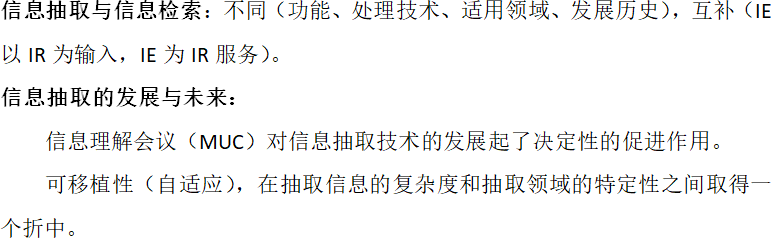 信息抽取与信息检索：不同（功能、处理技术、适用领域、发展历史），互补（IE
以 IR 为输入，IE 为 IR 服务）。
信息抽取的发展与未来：
信息理解会议（MUC）对信息抽取技术的发展起了决定性的促进作用。
可移植性（自适应），在抽取信息的复杂度和抽取领域的特定性之间取得一
个折中。